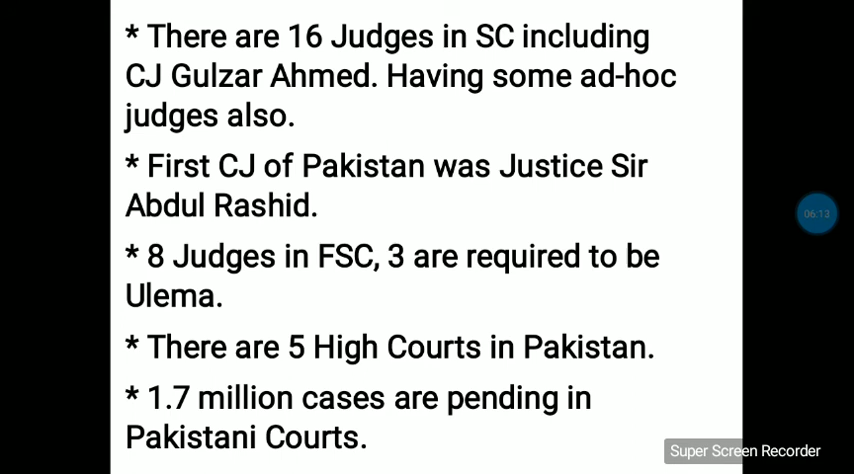 * There are 16 Judges in SC including
CJ Gulzar Ahmed. Having some ad-hoc
judges also.
* First CJ of Pakistan was Justice Sir
Abdul Rashid.
* 8 Judges in FSC, 3 are required to be
Ulema.
* There are 5 High Courts in Pakistan.
* 1.7 million cases are pending in
Pakistani Courts.
06:13
Super Screen Recorder